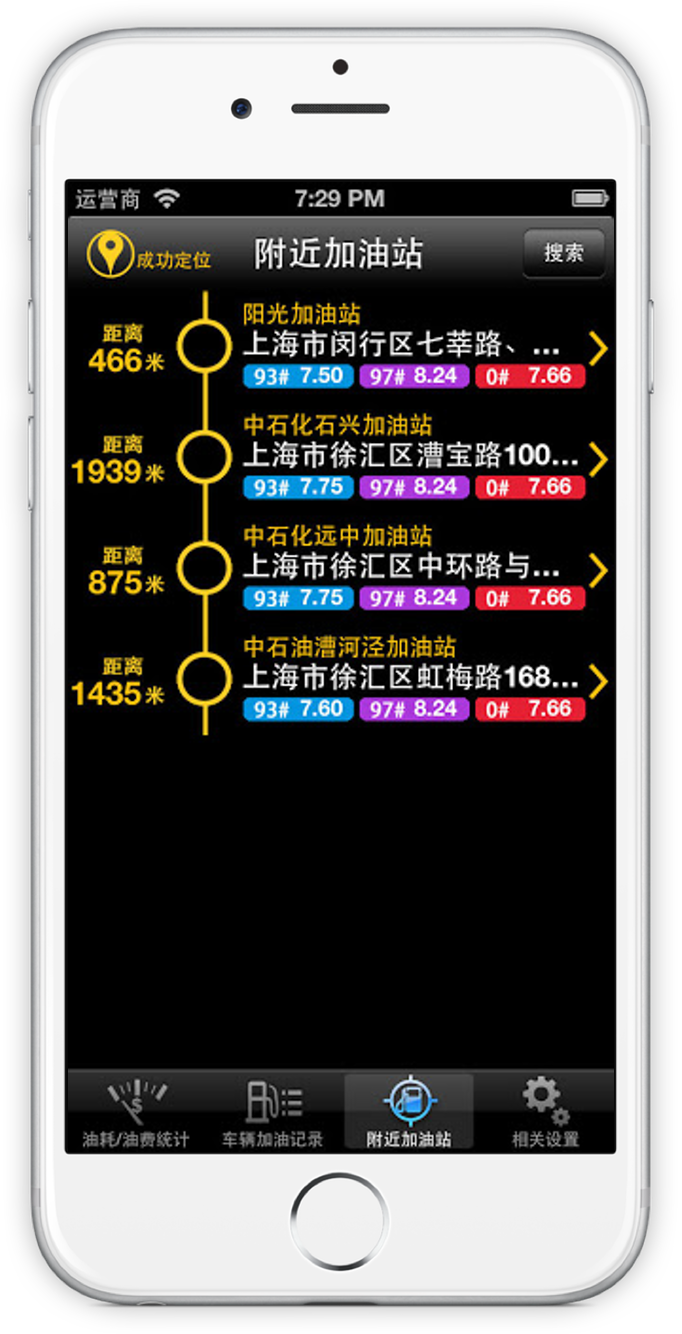 运营商 7:29 PM
成功定位 附近加油站 搜索
阳光加油站
距离 上海市闵行区七莘路、...
466米 93# 7.50 97# 8.24 0# 7.66
中石化石兴加油站
距离 上海市徐汇区漕宝路100...
1939米 93# 7.75 97# 8.24 0# 7.66
中石化远中加油站
距离 上海市徐汇区中环路与...
875米 93# 7.75 97# 8.24 0# 7.66
中石油漕河泾加油站
距离 上海市徐汇区虹梅路168...
1435米 93# 7.60 97# 8.24 0# 7.66
油耗/油费统计 车辆加油记录 附近加油站 相关设置